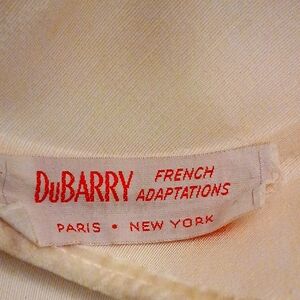 DuBARRY FRENCH
ADAPTATIONS
PARIS • NEW YORK